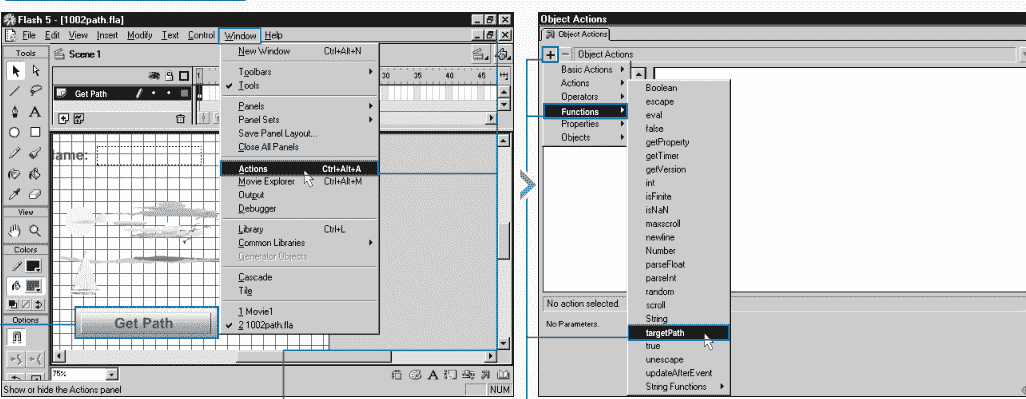 Flash 5 - [1002path.fla]
File Edit View Insert Modify Text Control Window Help
Tools
Scene 1
1 30 35 40 45
Get Path
ame:
View
Colors
Options
Get Path
75%
Show or hide the Actions panel
NUM
New Window Ctrl+Alt+N
Toolbars
Tools
Panels
Panel Sets
Save Panel Layout...
Close All Panels
Actions Ctrl+Alt+A
Movie Explorer Ctrl+Alt+M
Output
Debugger
Library Ctrl+L
Common Libraries
Generator Objects
Cascade
Tile
1 Movie1
2 1002path.fla
Object Actions
Object Actions
Object Actions
Basic Actions
Actions
Operators
Functions
Properties
Objects
Boolean
escape
eval
false
getProperty
getTimer
getVersion
int
isFinite
isNaN
maxscroll
newline
Number
parseFloat
parseInt
random
scroll
String
targetPath
true
unescape
updateAfterEvent
String Functions
No action selected.
No Parameters.